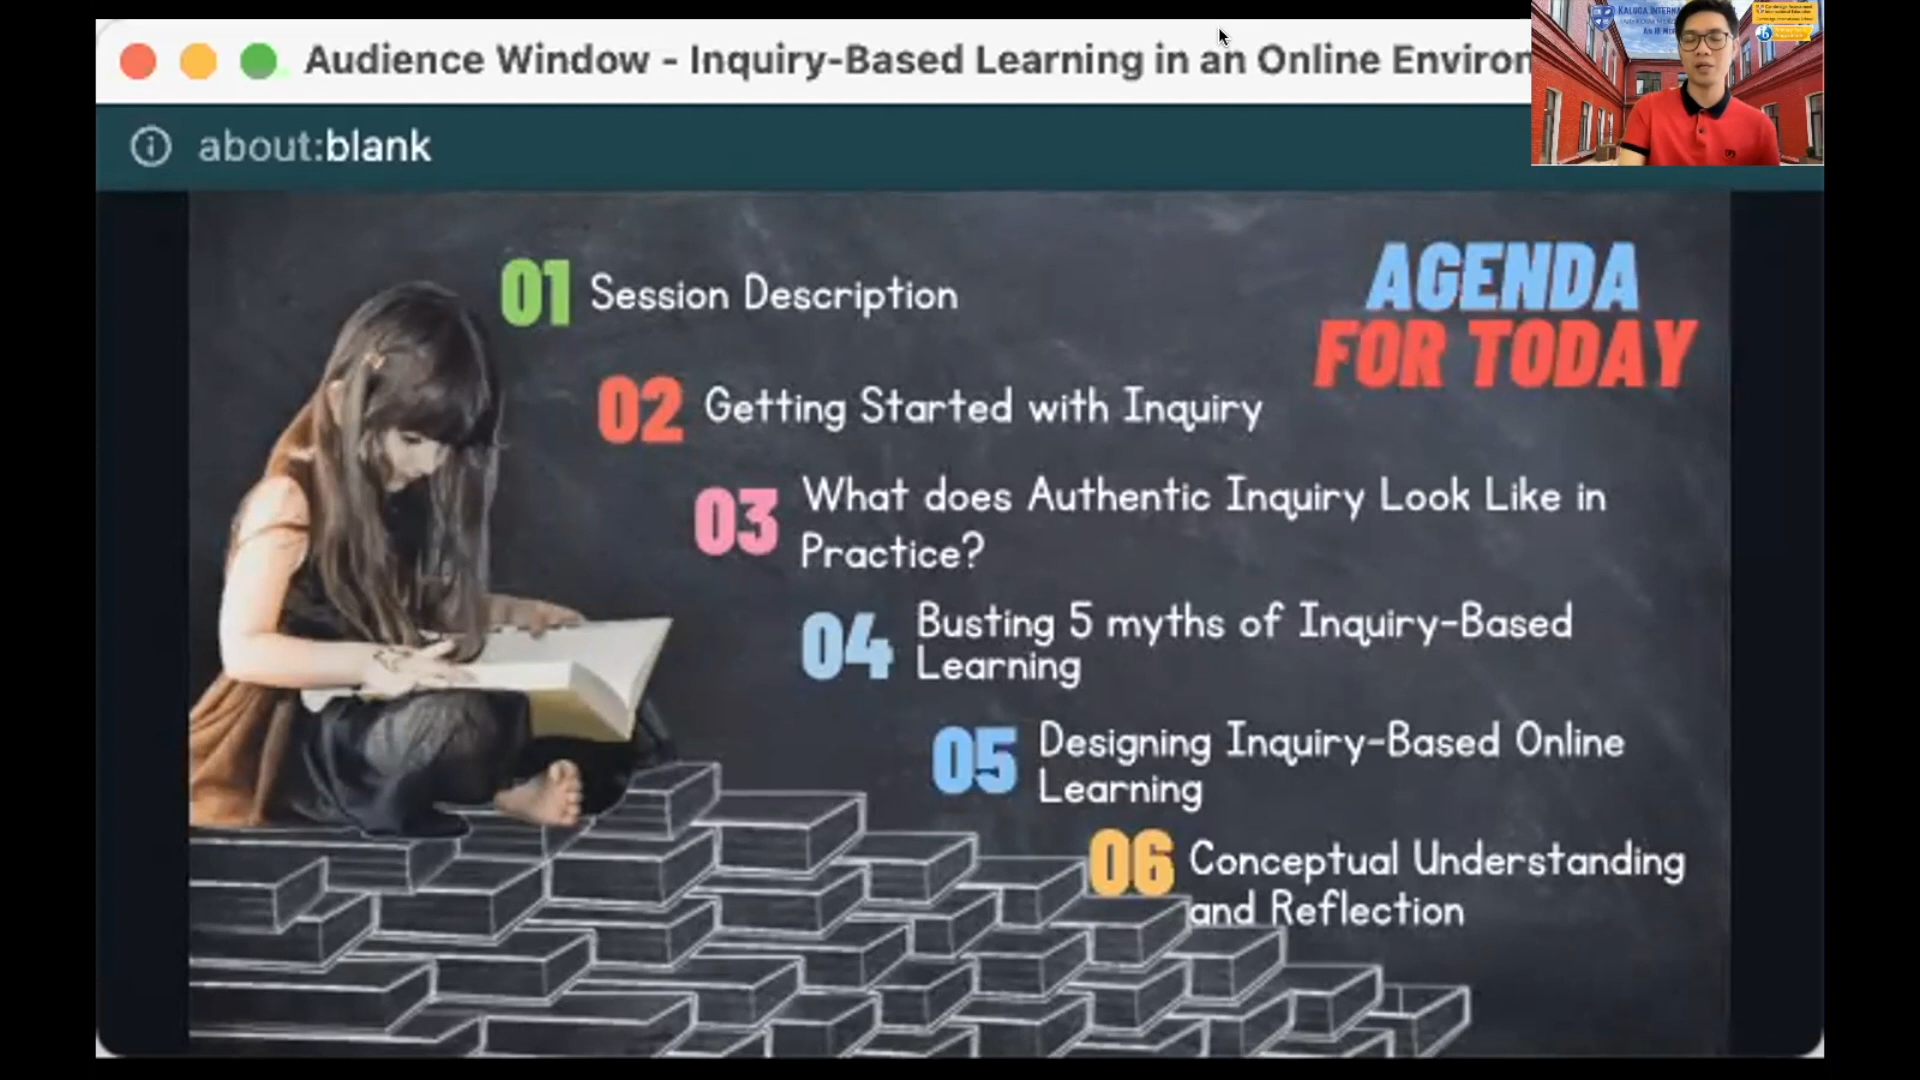 Audience Window - Inquiry-Based Learning in an Online Environ
about:blank
AGENDA
FOR TODAY
01 Session Description
02 Getting Started with Inquiry
03 What does Authentic Inquiry Look Like in
Practice?
04 Busting 5 myths of Inquiry-Based
Learning
05 Designing Inquiry-Based Online
Learning
06 Conceptual Understanding
and Reflection
KALUGA INTERNA